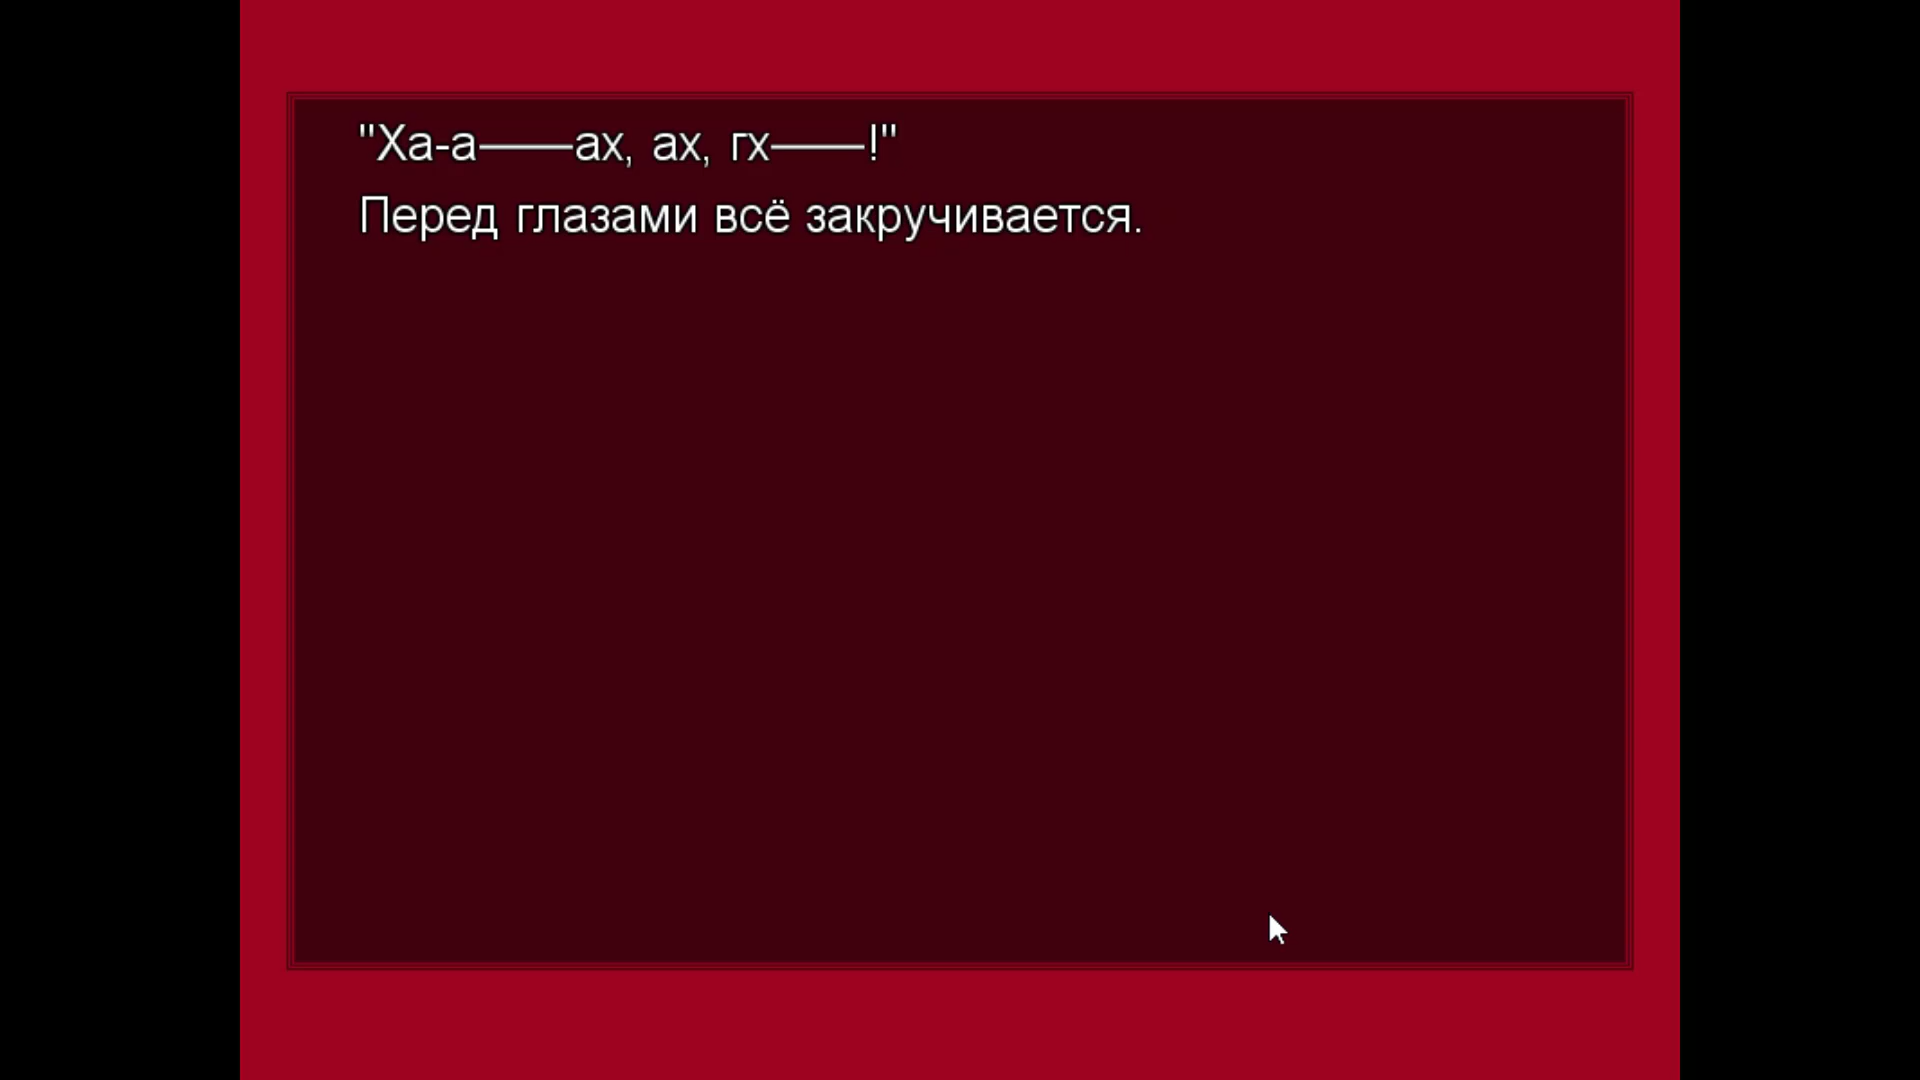 "Ха-а——ах, ах, гх——!"
Перед глазами всё закручивается.